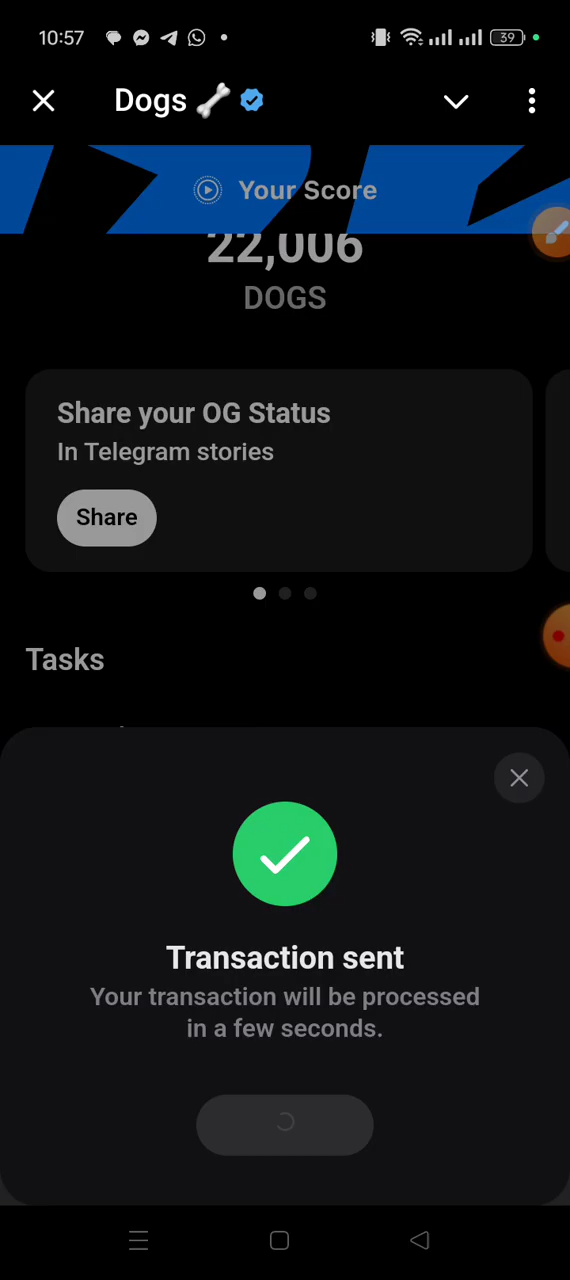 10:57
39
Dogs 🦴
Your Score
22,006
DOGS
Share your OG Status
In Telegram stories
Share
Tasks
Transaction sent
Your transaction will be processed
in a few seconds.